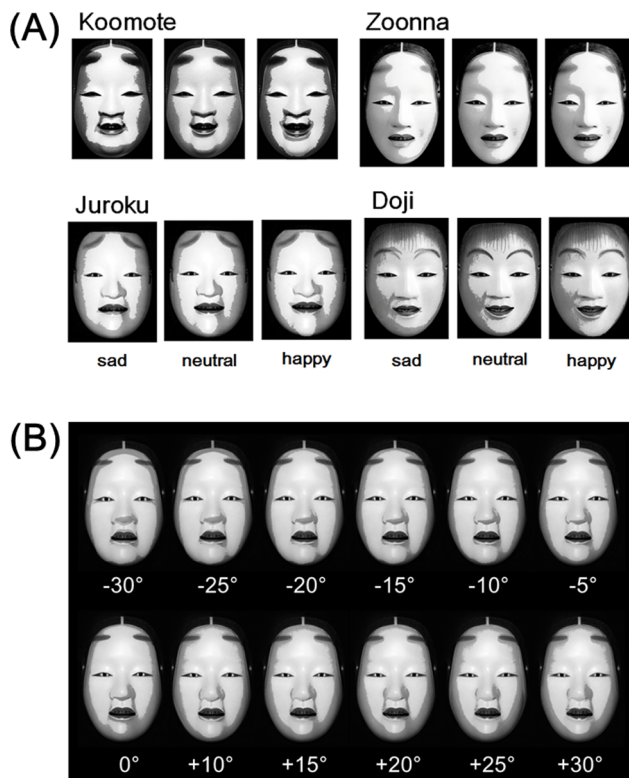 (A)
Koomote
Zoonna
Juroku
Doji
sad neutral happy sad neutral happy
(B)
-30° -25° -20° -15° -10° -5°
0° +10° +15° +20° +25° +30°